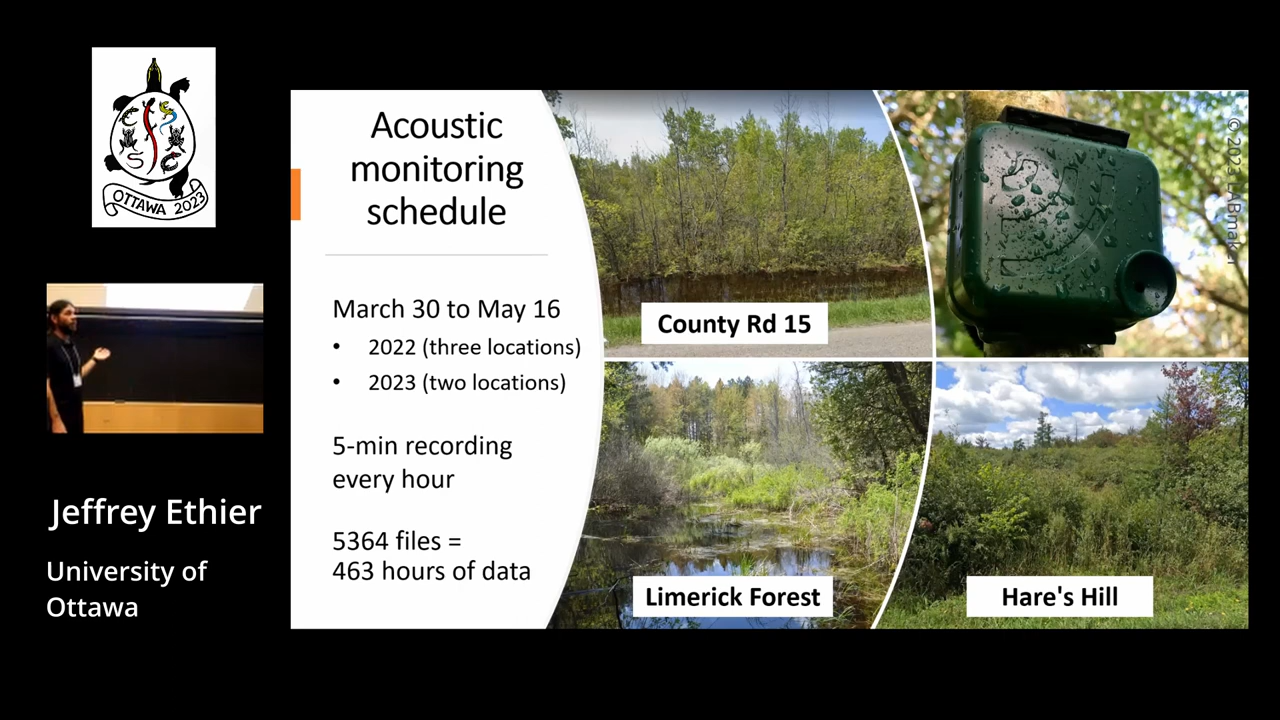 S C
OTTAWA 2023
Jeffrey Ethier
University of
Ottawa
Acoustic
monitoring
schedule
March 30 to May 16
• 2022 (three locations)
• 2023 (two locations)
5-min recording
every hour
5364 files =
463 hours of data
County Rd 15
Limerick Forest
Hare's Hill